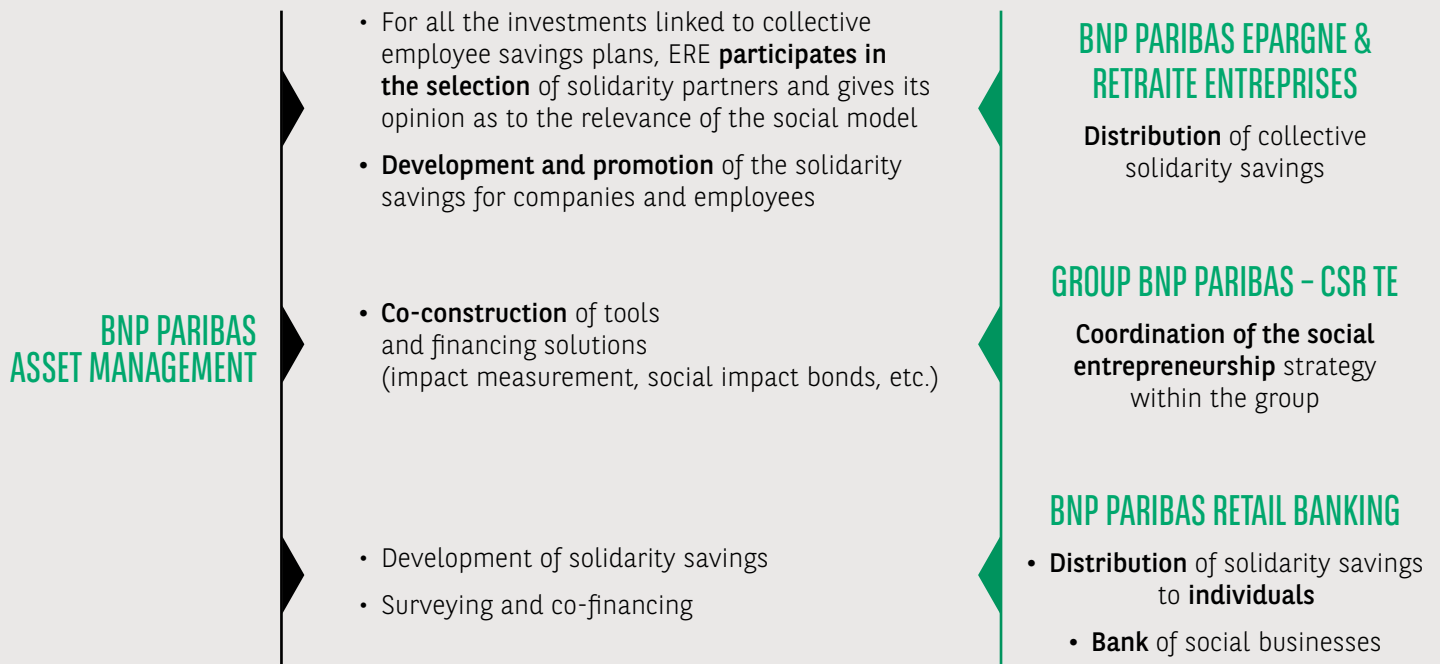 BNP PARIBAS
ASSET MANAGEMENT
• For all the investments linked to collective
employee savings plans, ERE participates in
the selection of solidarity partners and gives its
opinion as to the relevance of the social model
• Development and promotion of the solidarity
savings for companies and employees
• Co-construction of tools
and financing solutions
(impact measurement, social impact bonds, etc.)
• Development of solidarity savings
• Surveying and co-financing
BNP PARIBAS EPARGNE &
RETRAITE ENTREPRISES
Distribution of collective
solidarity savings
GROUP BNP PARIBAS – CSR TE
Coordination of the social
entrepreneurship strategy
within the group
BNP PARIBAS RETAIL BANKING
• Distribution of solidarity savings
to individuals
• Bank of social businesses